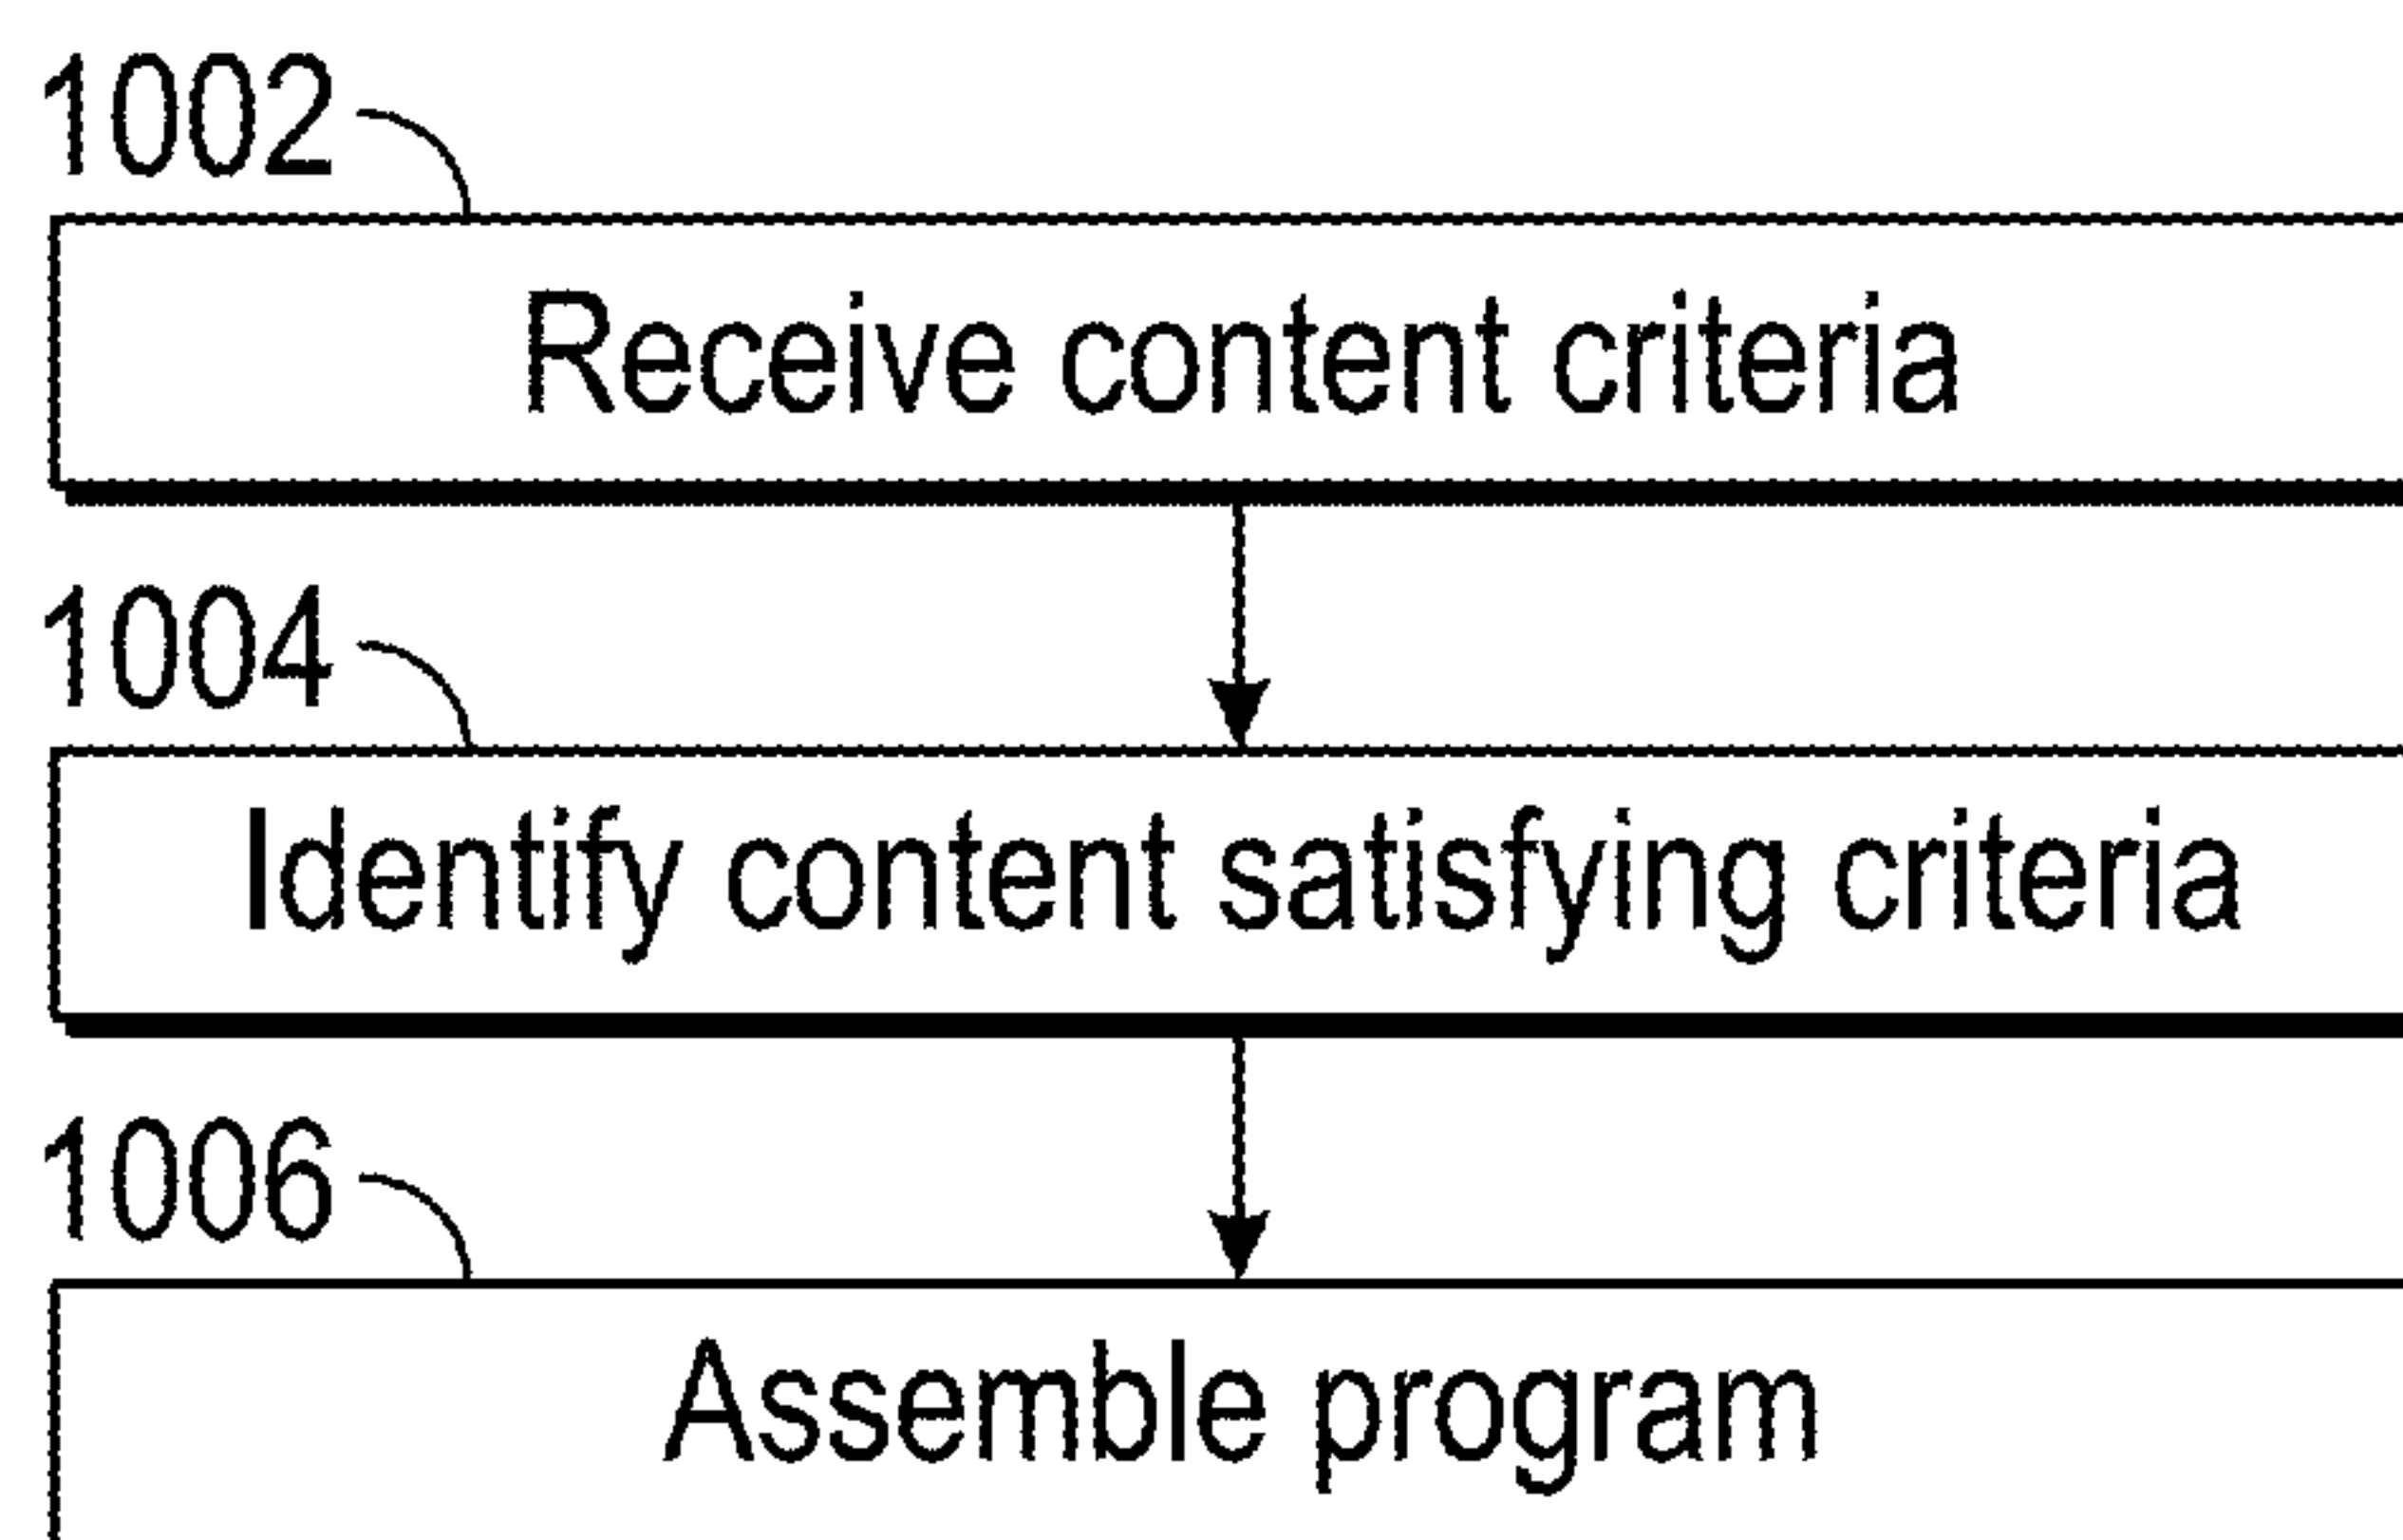 1002
Receive content criteria
1004
Identify content satisfying criteria
1006
Assemble program